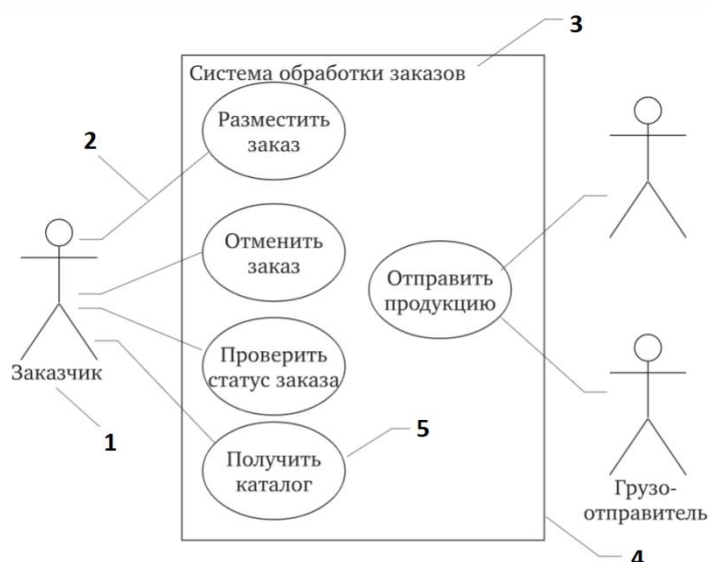 3
Система обработки заказов
Разместить
заказ
2
Отменить
заказ
Отправить
продукцию
Проверить
статус заказа
Заказчик
1
5
Получить
каталог
Грузо-
отправитель
4